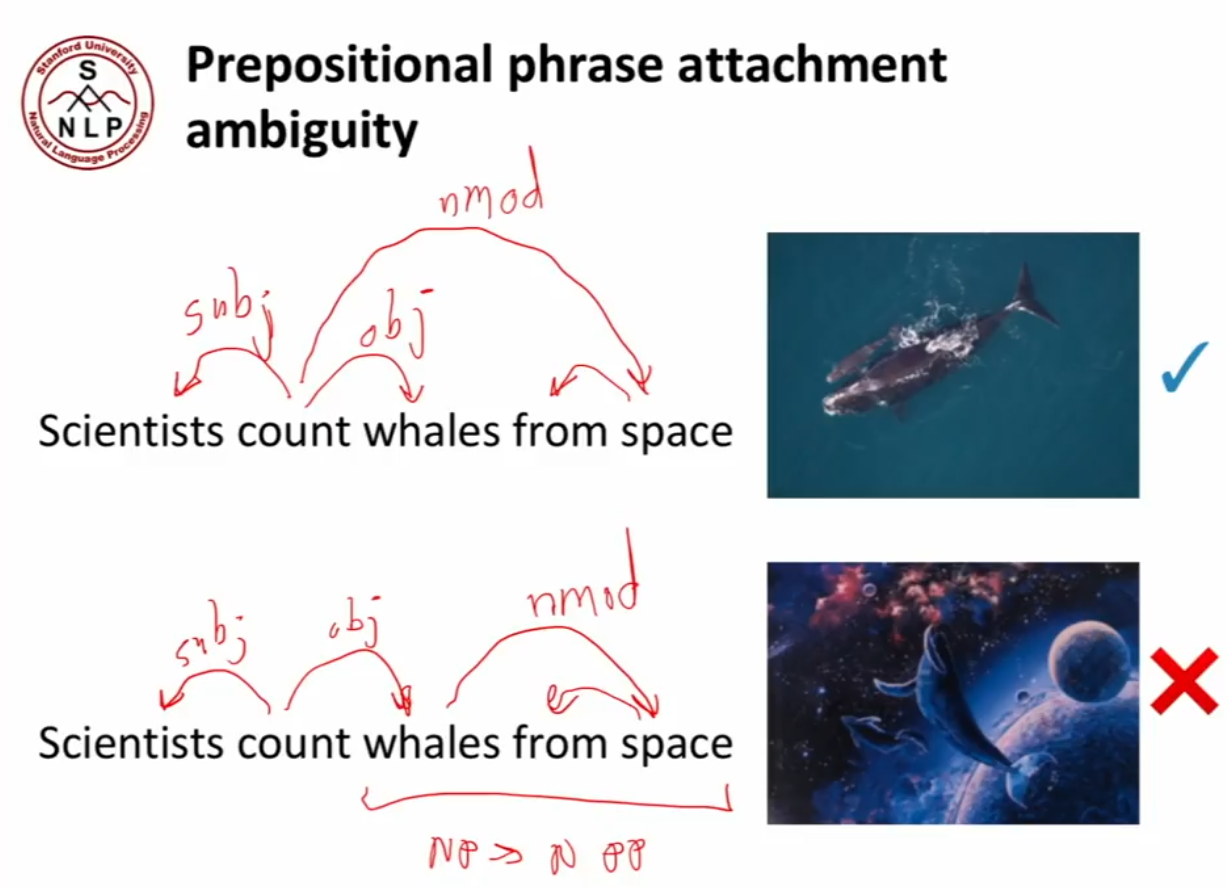 Stanford University
S
NLP
Natural Language Processing
Prepositional phrase attachment
ambiguity
nmod
subj
obj
Scientists count whales from space
nmod
subj
obj
Scientists count whales from space
NP → N PP